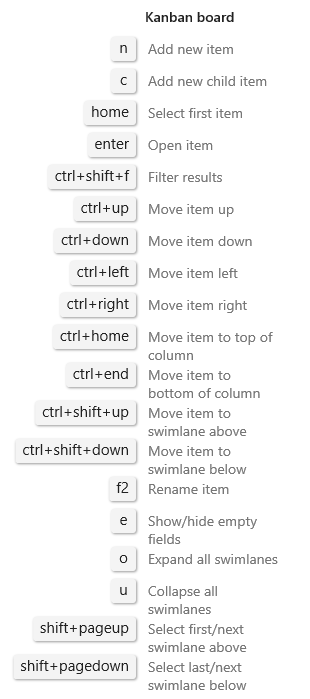 Kanban board
n Add new item
c Add new child item
home Select first item
enter Open item
ctrl+shift+f Filter results
ctrl+up Move item up
ctrl+down Move item down
ctrl+left Move item left
ctrl+right Move item right
ctrl+home Move item to top of
column
ctrl+end Move item to
bottom of column
ctrl+shift+up Move item to
swimlane above
ctrl+shift+down Move item to
swimlane below
f2 Rename item
e Show/hide empty
fields
o Expand all swimlanes
u Collapse all
swimlanes
shift+pageup Select first/next
swimlane above
shift+pagedown Select last/next
swimlane below